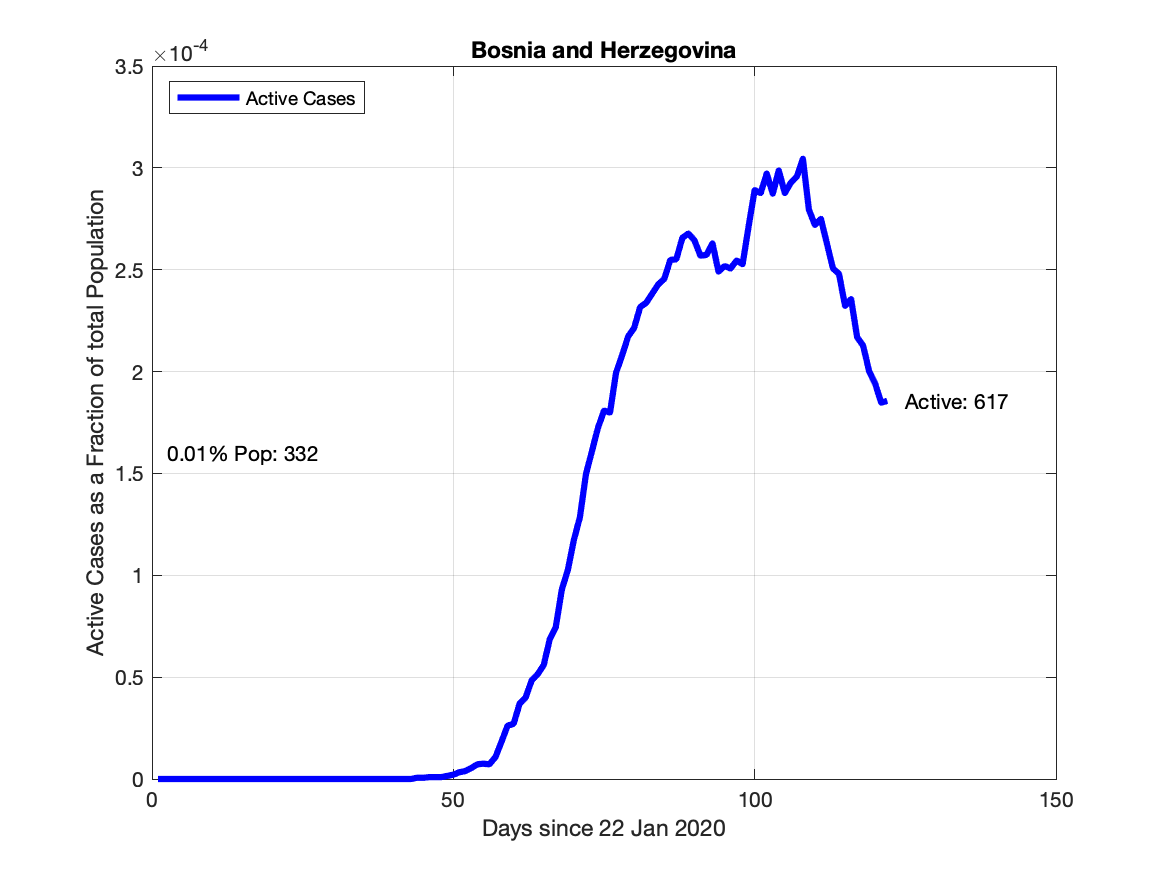 Bosnia and Herzegovina
×10-4
3.5
3
2.5
2
1.5
1
0.5
0
0
50
100
150
Active Cases
Active: 617
0.01% Pop: 332
Active Cases as a Fraction of total Population
Days since 22 Jan 2020